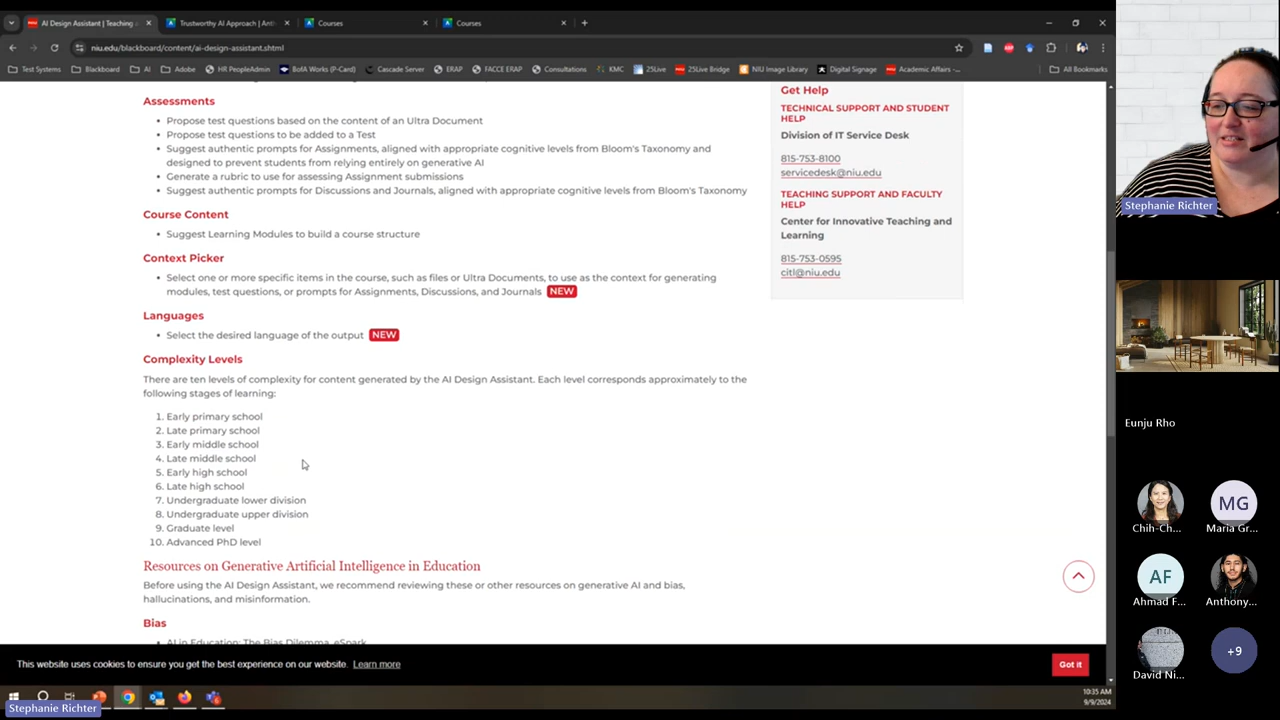 AI Design Assistant | Teaching
Trustworthy AI Approach | Ant
Courses
Courses
niu.edu/blackboard/content/ai-design-assistant.shtml
Test Systems
Blackboard
AI
Adobe
HR PeopleAdmin
BofA Works (P-Card)
Cascade Server
ERAP
FACCE ERAP
Consultations
KMC
25Live
25Live Bridge
NIU Image Library
Digital Signage
Academic Affairs -...
All Bookmarks
Assessments
• Propose test questions based on the content of an Ultra Document
• Propose test questions to be added to a Test
• Suggest authentic prompts for Assignments, aligned with appropriate cognitive levels from Bloom's Taxonomy and
designed to prevent students from relying entirely on generative AI
• Generate a rubric to use for assessing Assignment submissions
• Suggest authentic prompts for Discussions and Journals, aligned with appropriate cognitive levels from Bloom's Taxonomy
Course Content
• Suggest Learning Modules to build a course structure
Context Picker
• Select one or more specific items in the course, such as files or Ultra Documents, to use as the context for generating
modules, test questions, or prompts for Assignments, Discussions, and Journals NEW
Languages
• Select the desired language of the output NEW
Complexity Levels
There are ten levels of complexity for content generated by the AI Design Assistant. Each level corresponds approximately to the
following stages of learning:
1. Early primary school
2. Late primary school
3. Early middle school
4. Late middle school
5. Early high school
6. Late high school
7. Undergraduate lower division
8. Undergraduate upper division
9. Graduate level
10. Advanced PhD level
Resources on Generative Artificial Intelligence in Education
Before using the AI Design Assistant, we recommend reviewing these or other resources on generative AI and bias,
hallucinations, and misinformation.
Bias
• AI in Education: The Bias Dilemma, eSpark
Get Help
TECHNICAL SUPPORT AND STUDENT
HELP
Division of IT Service Desk
815-753-8100
servicedesk@niu.edu
TEACHING SUPPORT AND FACULTY
HELP
Center for Innovative Teaching and
Learning
815-753-0595
citl@niu.edu
This website uses cookies to ensure you get the best experience on our website. Learn more
Got it
10:35 AM
9/9/2024
Stephanie Richter
Stephanie Richter
Eunju Rho
MG
Chih-Ch...
Maria Gr...
AF
Ahmad F...
Anthony...
+9
David Ni...